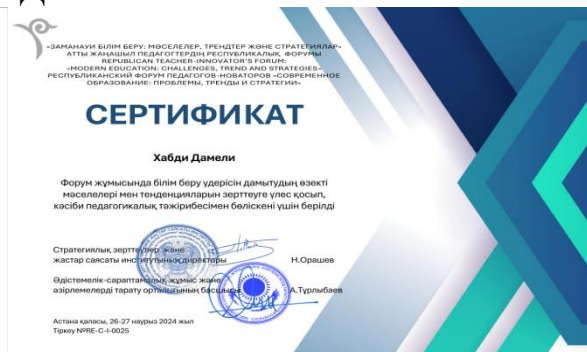 «ЗАМАНАУИ БІЛІМ БЕРУ: МӘСЕЛЕЛЕР, ТРЕНДТЕР ЖӘНЕ СТРАТЕГИЯЛАР»
АТТЫ ЖАҢАШЫЛ ПЕДАГОГТЕРДІҢ РЕСПУБЛИКАЛЫҚ ФОРУМЫ
REPUBLICAN TEACHER-INNOVATOR'S FORUM:
«MODERN EDUCATION: CHALLENGES, TREND AND STRATEGIES»
РЕСПУБЛИКАНСКИЙ ФОРУМ ПЕДАГОГОВ-НОВАТОРОВ «СОВРЕМЕННОЕ
ОБРАЗОВАНИЕ: ПРОБЛЕМЫ, ТРЕНДЫ И СТРАТЕГИИ»
СЕРТИФИКАТ
Хабди Дамели
Форум жұмысында білім беру үдерісін дамытудың өзекті
мәселелері мен тенденцияларын зерттеуге үлес қосып,
кәсіби педагогикалық тәжірибесімен бөліскені үшін берілді
Стратегиялық зерттеулер және
жастар саясаты институтының директоры Н.Орашев
Әдістемелік-сараптамалық жұмыс және
әзірлемелерді тарату орталығының басшысы А.Тұрлыбаев
Астана қаласы, 26-27 наурыз 2024 жыл
Тіркеу №RE-C-I-0025